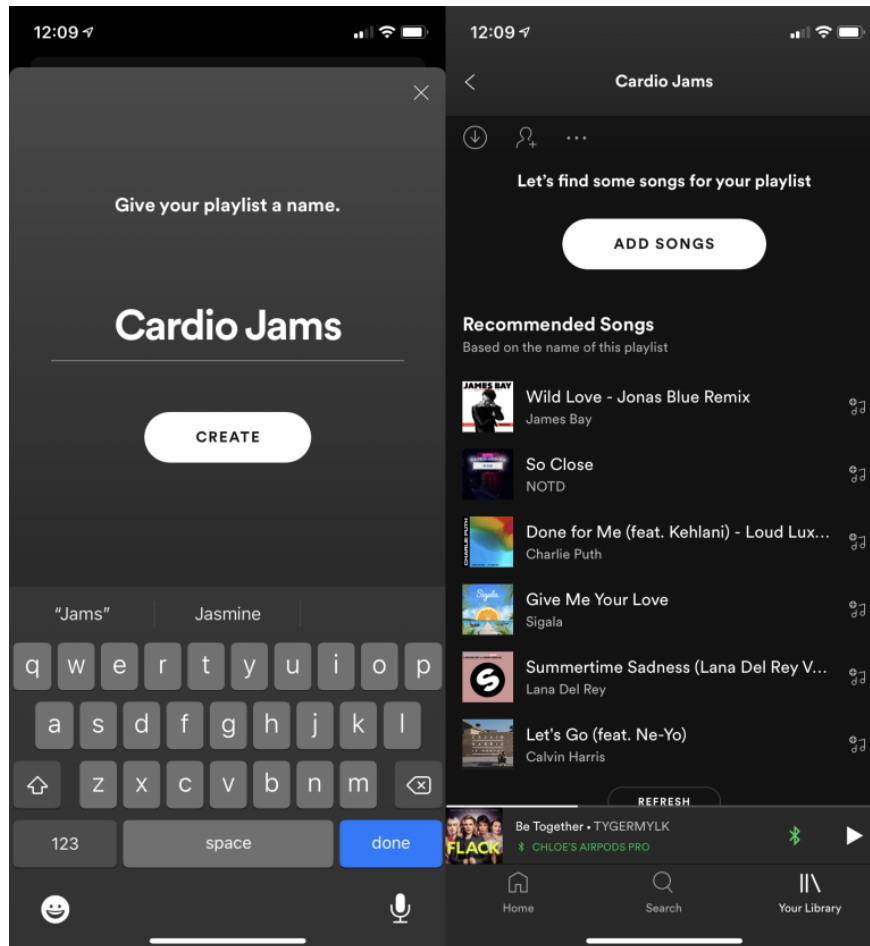 12:09
×
Give your playlist a name.
Cardio Jams
CREATE
“Jams”
Jasmine
q w e r t y u i o p
a s d f g h j k l
z x c v b n m
123
space
done
12:09
Cardio Jams
...
Let’s find some songs for your playlist
ADD SONGS
Recommended Songs
Based on the name of this playlist
JAMES BAY
Wild Love - Jonas Blue Remix
James Bay
So Close
NOTD
CHARLIE PUTH
Done for Me (feat. Kehlani) - Loud Lux...
Charlie Puth
Sigala
Give Me Your Love
Sigala
Summertime Sadness (Lana Del Rey V...
Lana Del Rey
CALVIN
HARRIS
Let's Go (feat. Ne-Yo)
Calvin Harris
REFRESH
FLACK
Be Together • TYGERMYLK
CHLOE'S AIRPODS PRO
Home
Search
Your Library